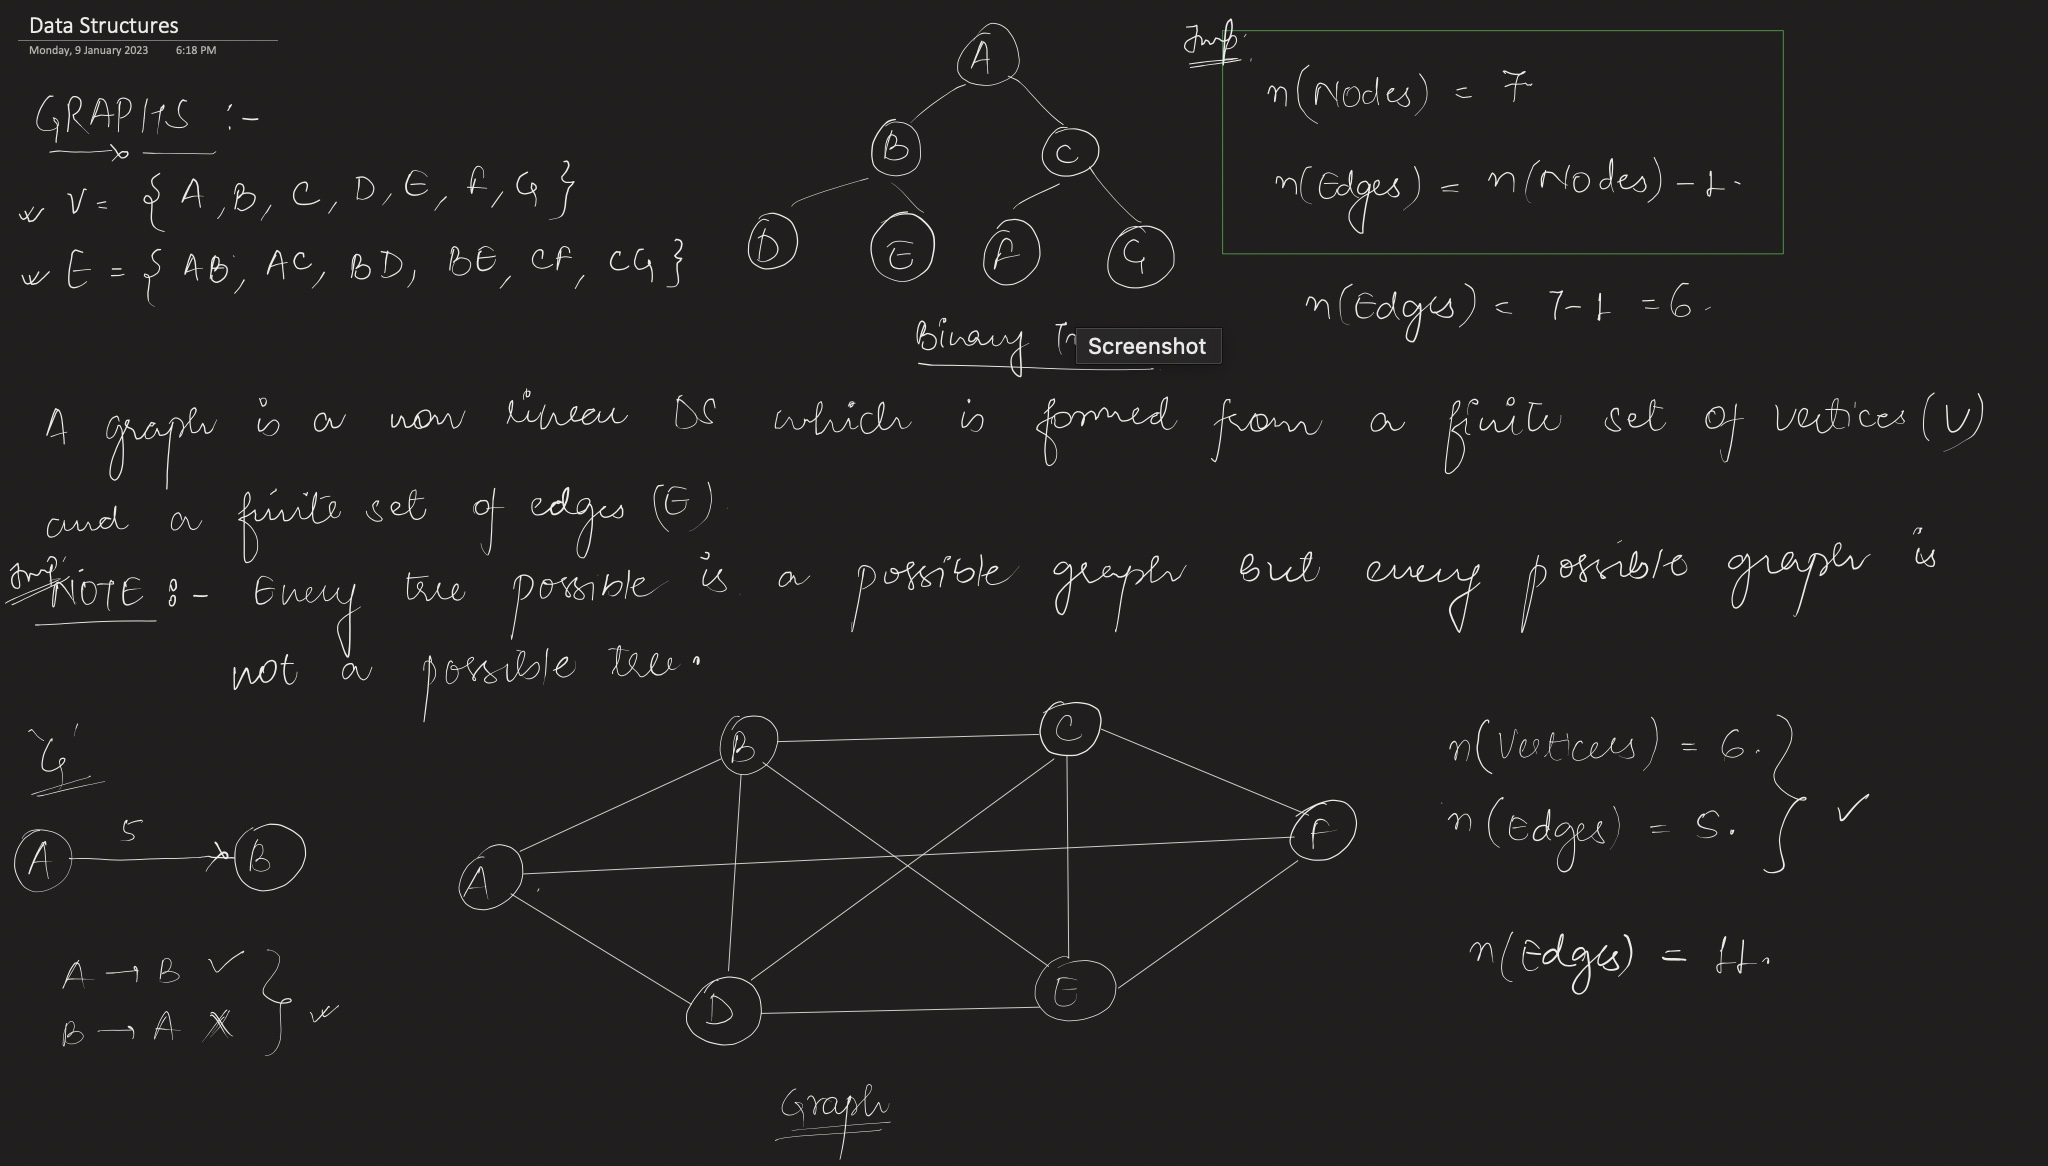 Data Structures
Monday, 9 January 2023 6:18 PM
GRAPHS :-
V = { A, B, C, D, E, F, G }
E = { AB, AC, BD, BE, CF, CG }
A
B C
D E F G
Binary
Screenshot
Imp.
n(Nodes) = 7
n(Edges) = n(Nodes) - 1.
n(Edges) = 7-1 = 6.
A graph is a non linear DS which is formed from a finite set of vertices (V)
and a finite set of edges (E).
Imp.
NOTE :- Every tree possible is a possible graph but every possible graph is
not a possible tree.
'G'
A 5 B
A → B ✓
B → A X
B C
A F
D E
Graph
n(Vertices) = 6.
n(Edges) = 5. ✓
n(Edges) = 11.